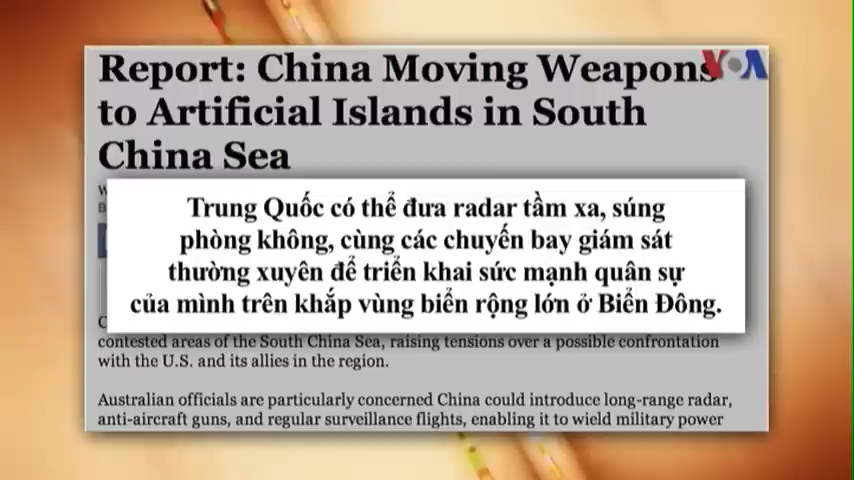 Report: China Moving Weapons
to Artificial Islands in South
China Sea
VOA
Trung Quốc có thể đưa radar tầm xa, súng
phòng không, cùng các chuyến bay giám sát
thường xuyên để triển khai sức mạnh quân sự
của mình trên khắp vùng biển rộng lớn ở Biển Đông.
contested areas of the South China Sea, raising tensions over a possible confrontation
with the U.S. and its allies in the region.
Australian officials are particularly concerned China could introduce long-range radar,
anti-aircraft guns, and regular surveillance flights, enabling it to wield military power